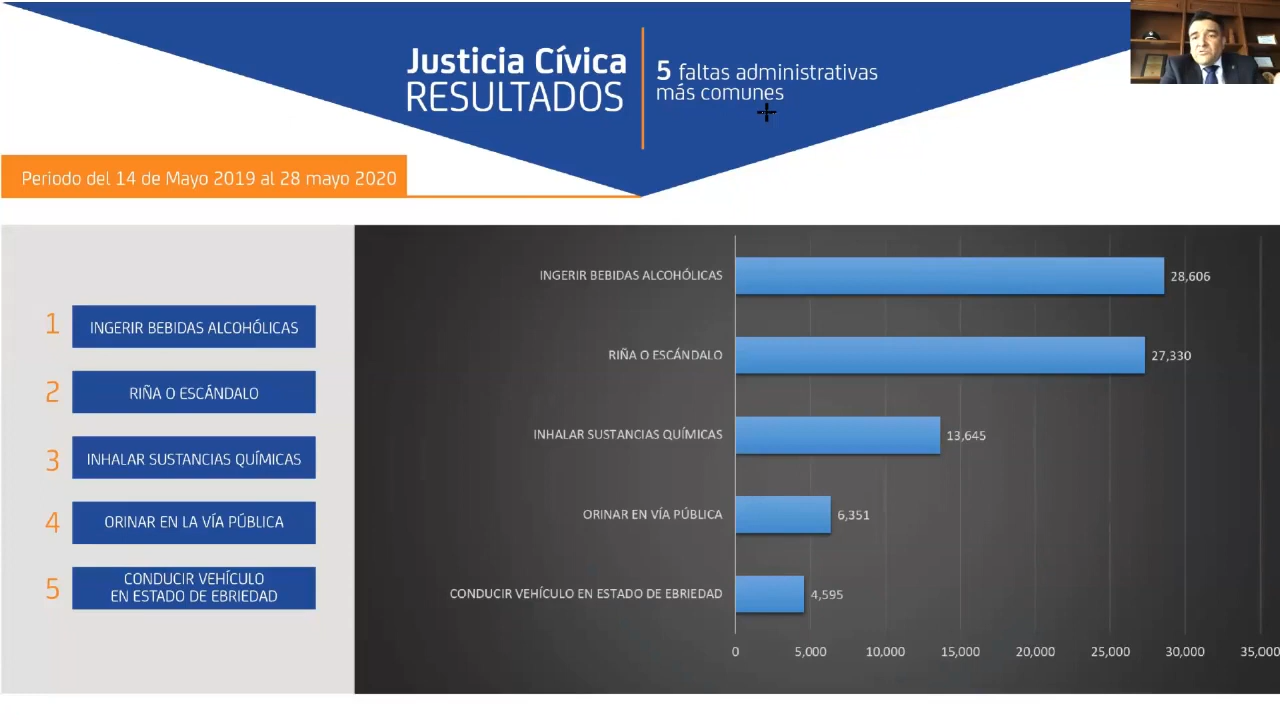 Justicia Cívica
RESULTADOS
5 faltas administrativas
más comunes
Periodo del 14 de Mayo 2019 al 28 mayo 2020
1 INGERIR BEBIDAS ALCOHÓLICAS
2 RIÑA O ESCÁNDALO
3 INHALAR SUSTANCIAS QUÍMICAS
4 ORINAR EN LA VÍA PÚBLICA
5 CONDUCIR VEHÍCULO
EN ESTADO DE EBRIEDAD
INGERIR BEBIDAS ALCOHÓLICAS 28,606
RIÑA O ESCÁNDALO 27,330
INHALAR SUSTANCIAS QUÍMICAS 13,645
ORINAR EN VÍA PÚBLICA 6,351
CONDUCIR VEHÍCULO EN ESTADO DE EBRIEDAD 4,595
0 5,000 10,000 15,000 20,000 25,000 30,000 35,000